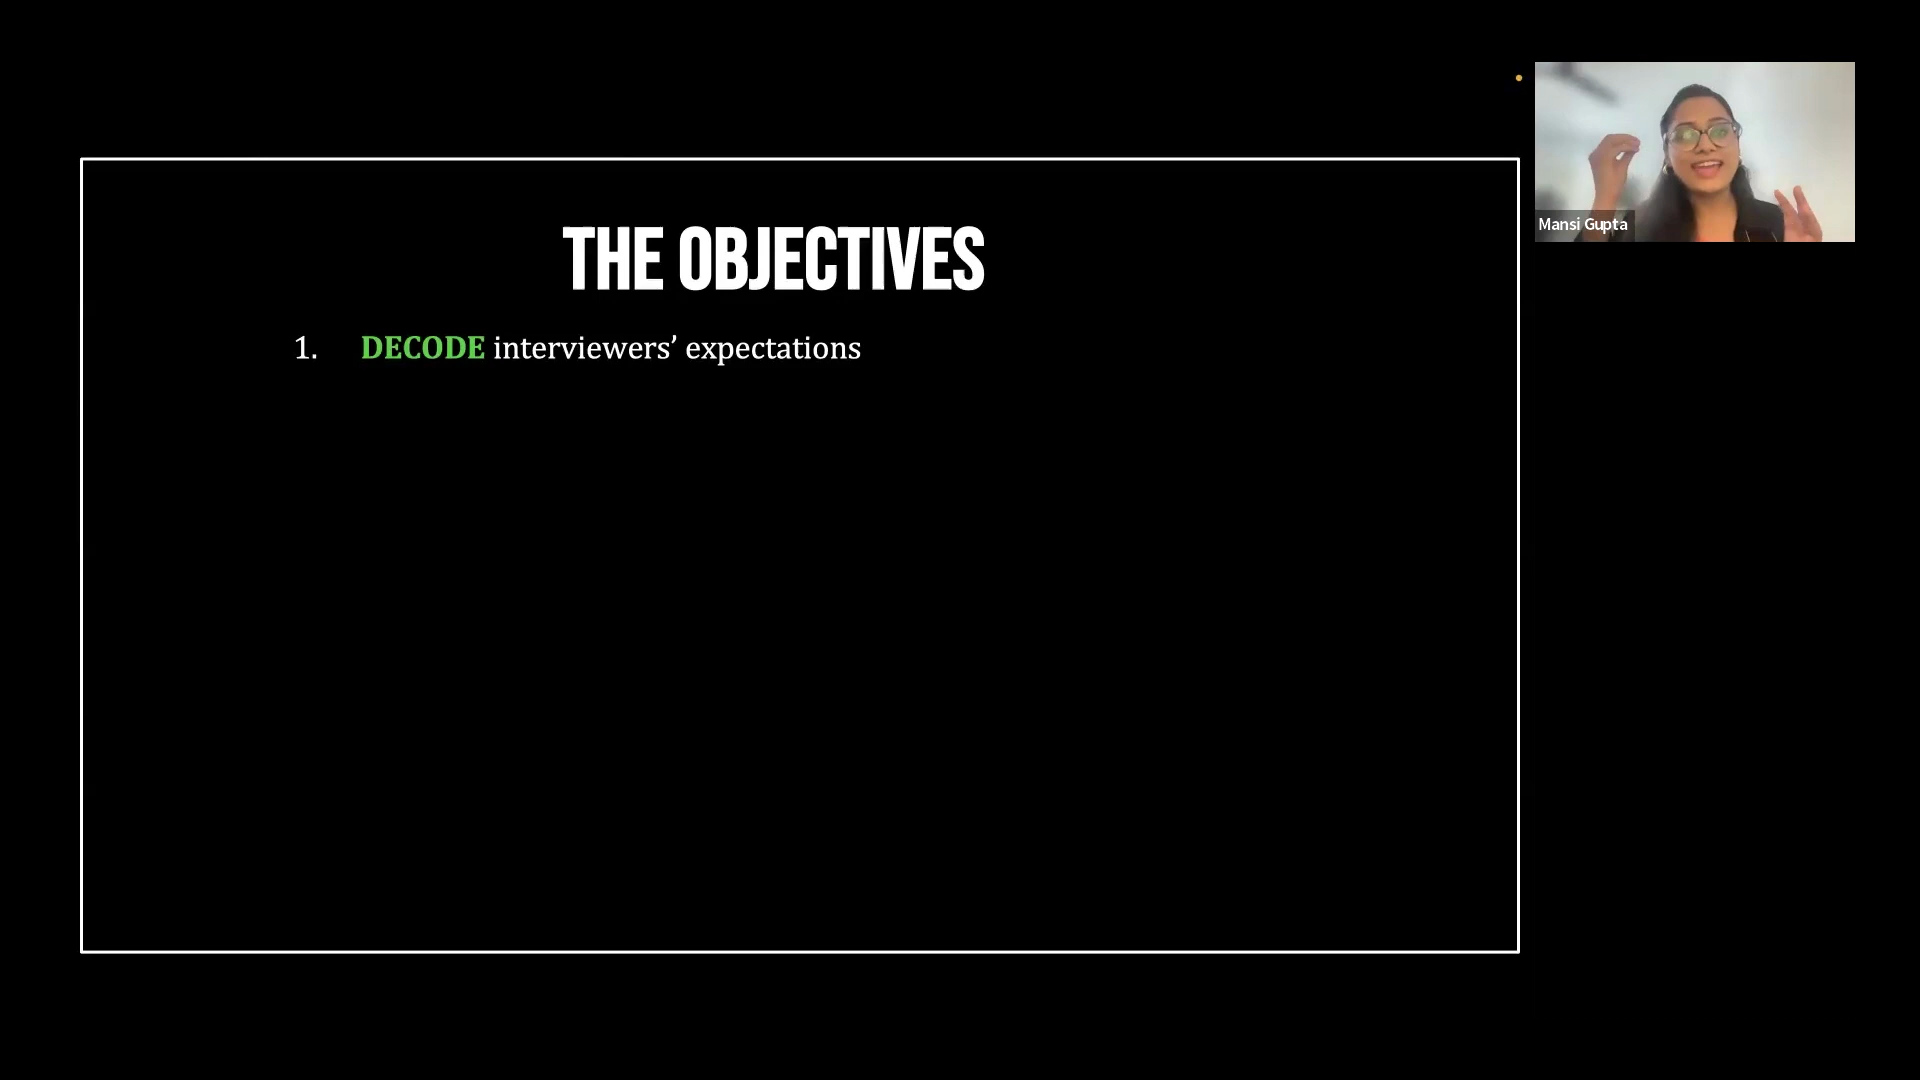 THE OBJECTIVES
1. DECODE interviewers’ expectations
Mansi Gupta